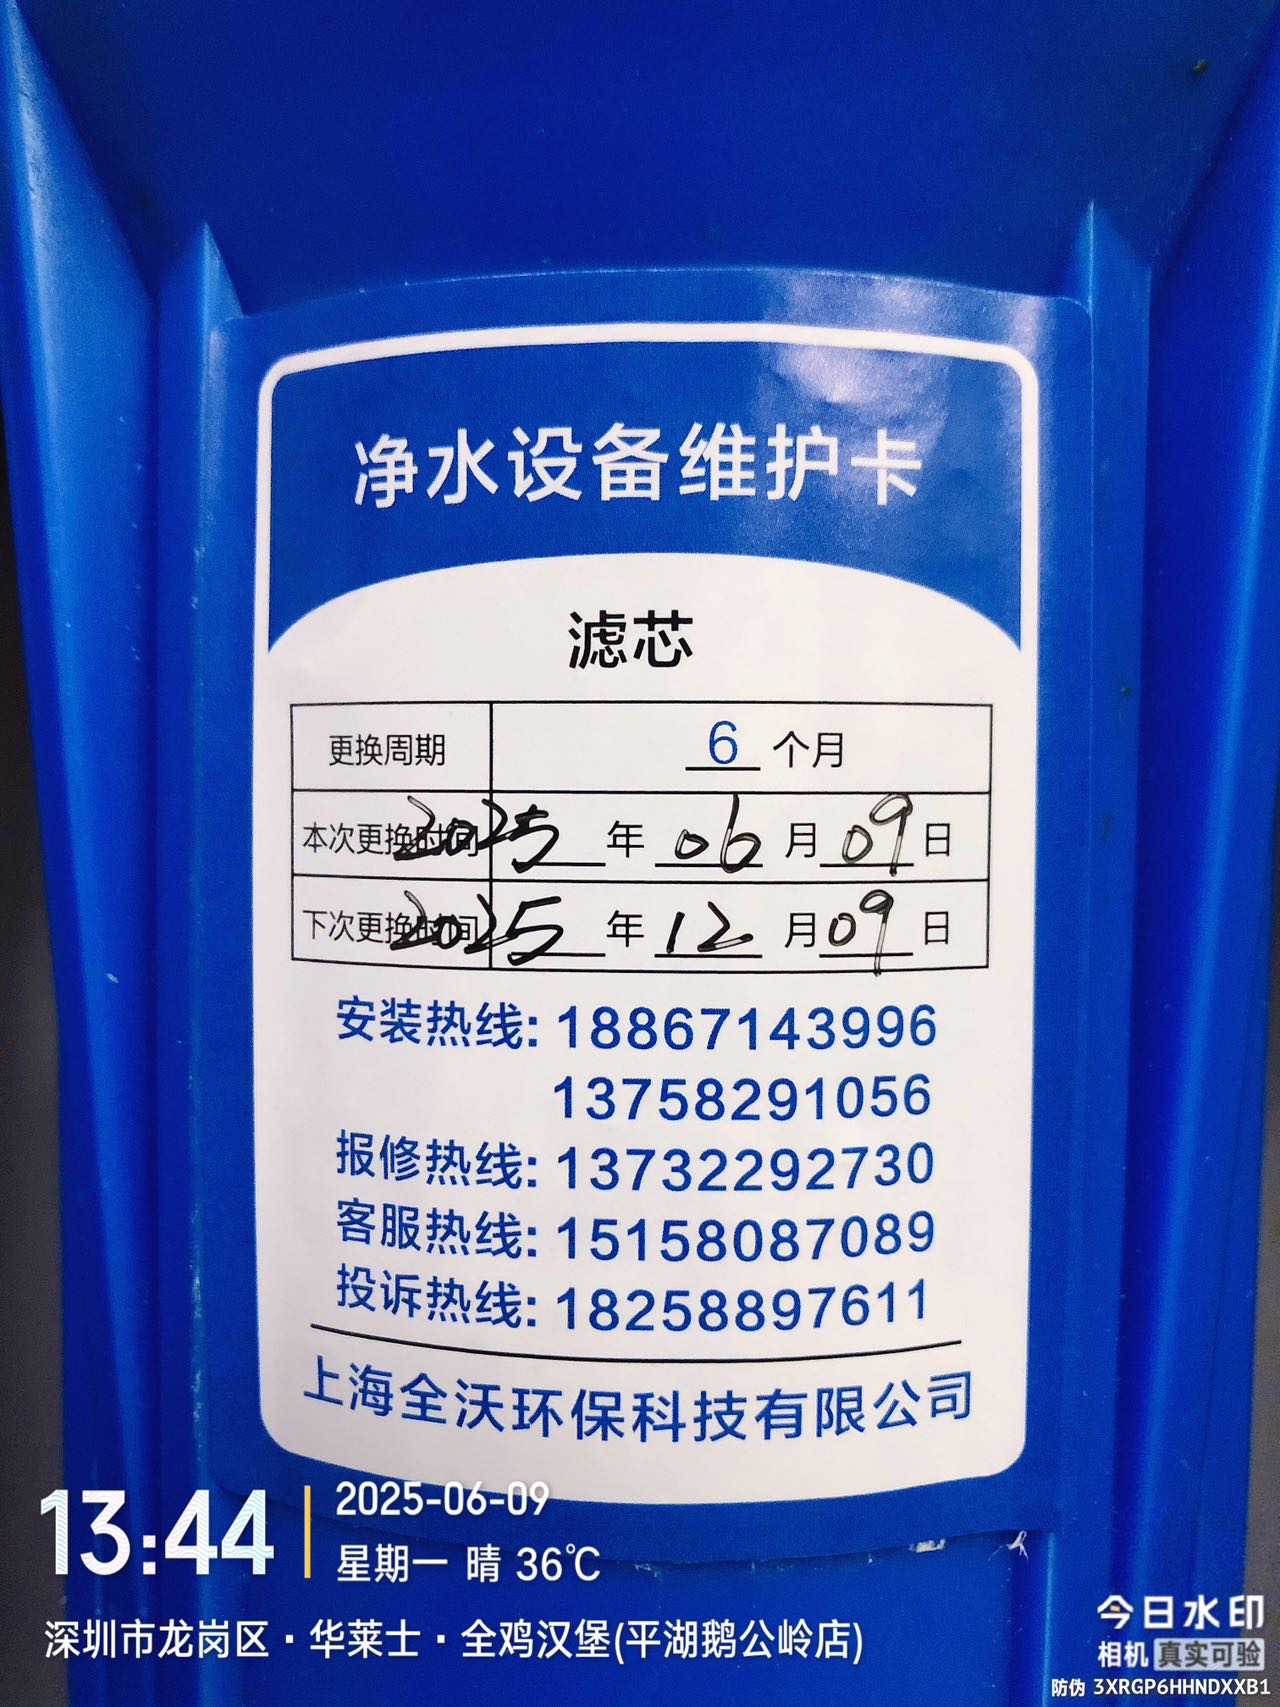 净水设备维护卡
滤芯
更换周期 6 个月
本次更换时间 2025 年 06 月 09 日
下次更换时间 2025 年 12 月 09 日
安装热线: 18867143996
13758291056
报修热线: 13732292730
客服热线: 15158087089
投诉热线: 18258897611
上海全沃环保科技有限公司
13:44 2025-06-09
星期一 晴 36℃
深圳市龙岗区·华莱士·全鸡汉堡(平湖鹅公岭店)
今日水印
相机 真实可验
防伪 3XRGP6HHNDXXB1